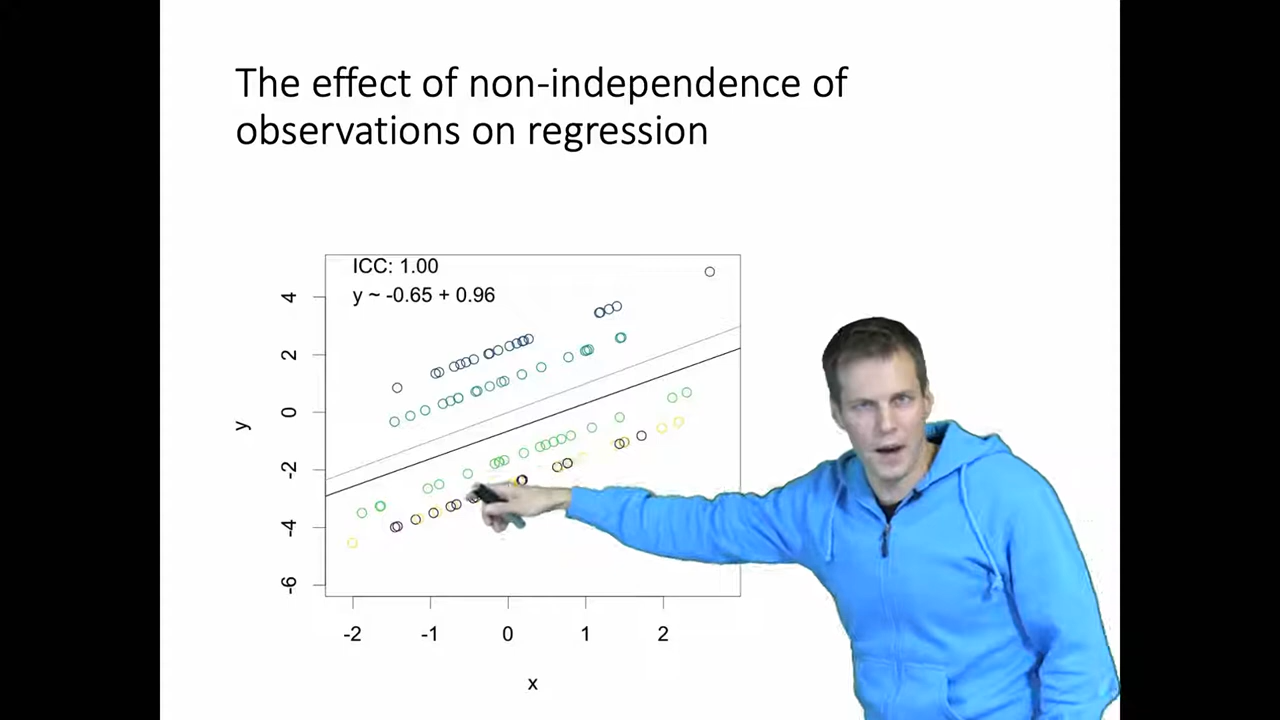 The effect of non-independence of
observations on regression
ICC: 1.00
y ~ -0.65 + 0.96
4
2
0
-2
-4
-6
y
-2 -1 0 1 2
x